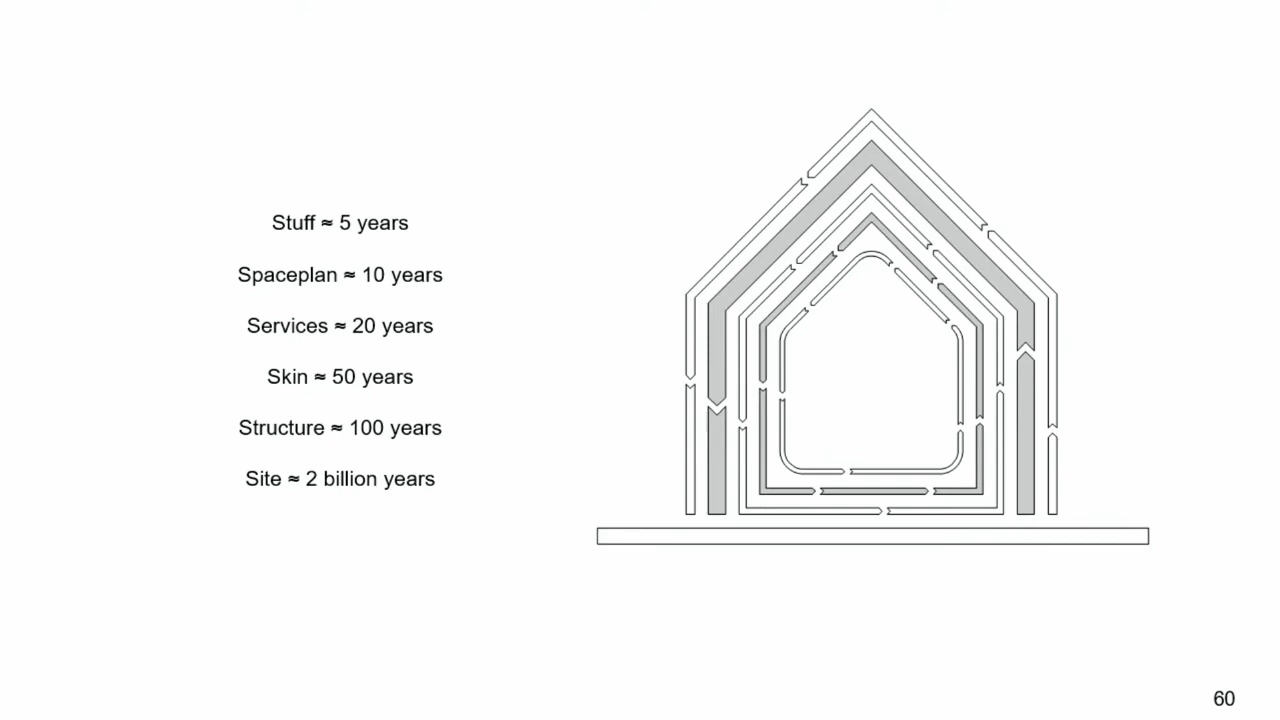 Stuff ≈ 5 years
Spaceplan ≈ 10 years
Services ≈ 20 years
Skin ≈ 50 years
Structure ≈ 100 years
Site ≈ 2 billion years
60